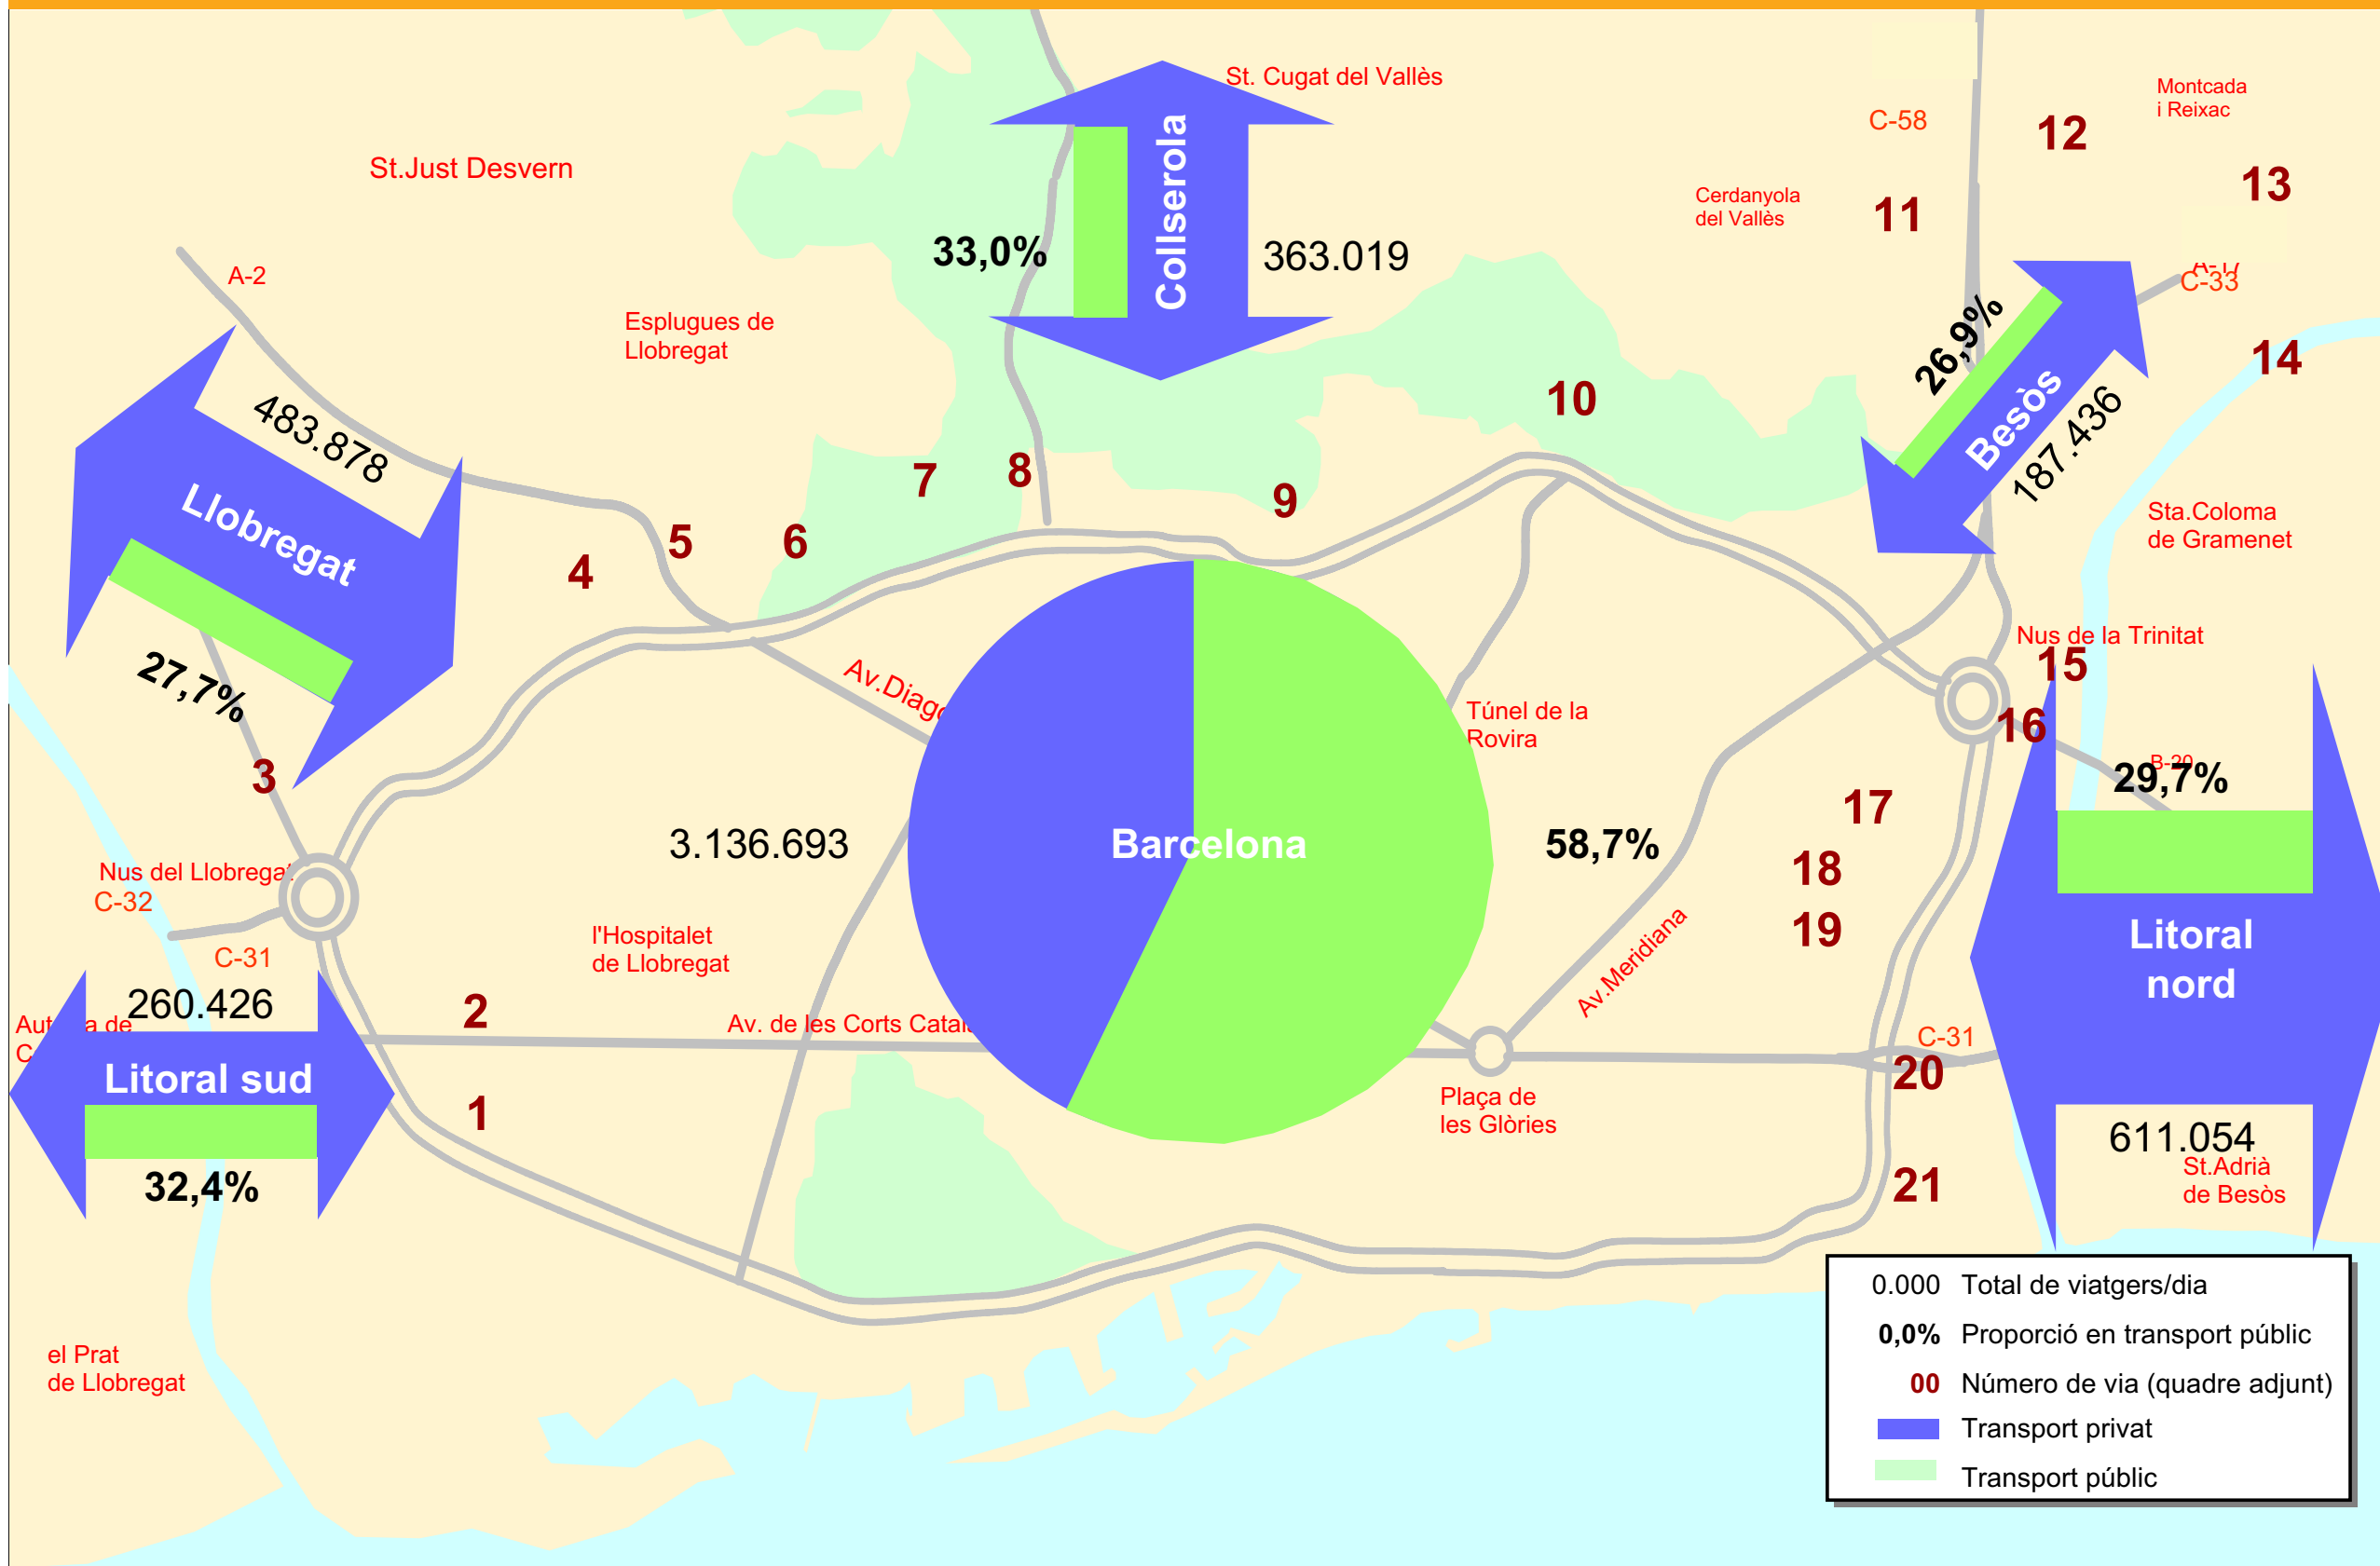 St. Cugat del Vallès
Montcada
i Reixac
C-58
12
St.Just Desvern
Collserola
13
Cerdanyola
del Vallès
11
33,0%
363.019
A-2
C-33
Esplugues de
Llobregat
26,9%
14
10
Besòs
187.436
483.878
7
8
9
Llobregat
Sta.Coloma
de Gramenet
5
6
4
Nus de la Trinitat
15
27,7%
Túnel de la
Rovira
16
3
B-20
29,7%
17
3.136.693
Barcelona
58,7%
18
Nus del Llobregat
C-32
19
l'Hospitalet
de Llobregat
Litoral
nord
Av.Meridiana
C-31
260.426
2
Av. de les Corts
C-31
20
Litoral sud
1
Plaça de
les Glòries
611.054
St.Adrià
de Besòs
32,4%
21
el Prat
de Llobregat
0.000 Total de viatgers/dia
0,0% Proporció en transport públic
00 Número de via (quadre adjunt)
Transport privat
Transport públic